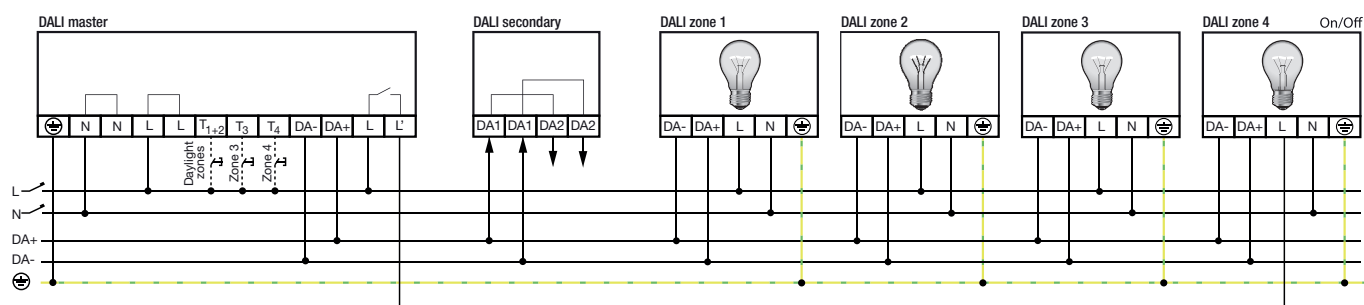 DALI master DALI secondary DALI zone 1 DALI zone 2 DALI zone 3 DALI zone 4 On/Off
N N L L T1+2 T3 T4 DA- DA+ L L' DA1 DA1 DA2 DA2 DA- DA+ L N DA- DA+ L N DA- DA+ L N DA- DA+ L N
Daylight
zones
Zone 3
Zone 4
L
N
DA+
DA-